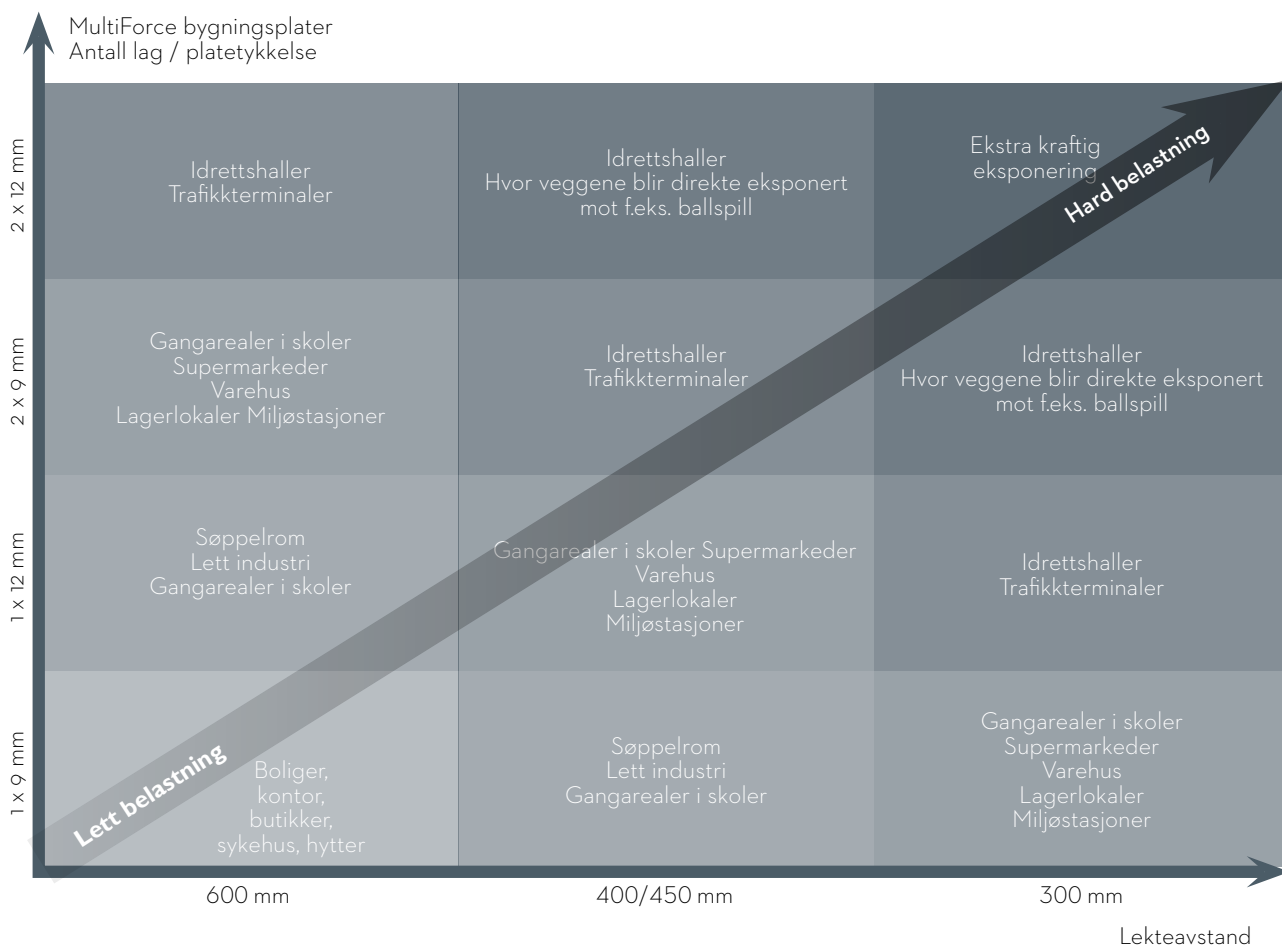 MultiForce bygningsplater
Antall lag / platetykkelse
2 x 12 mm
Idrettshaller
Trafikkterminaler
Idrettshaller
Hvor veggene blir direkte eksponert
mot f.eks. ballspill
Ekstra kraftig
eksponering
Hard belastning
2 x 9 mm
Gangarealer i skoler
Supermarkeder
Varehus
Lagerlokaler Miljøstasjoner
Idrettshaller
Trafikkterminaler
Idrettshaller
Hvor veggene blir direkte eksponert
mot f.eks. ballspill
1 x 12 mm
Søppelrom
Lett industri
Gangarealer i skoler
Gangarealer i skoler Supermarkeder
Varehus
Lagerlokaler
Miljøstasjoner
Idrettshaller
Trafikkterminaler
1 x 9 mm
Lett belastning
Boliger,
kontor,
butikker,
sykehus, hytter
Søppelrom
Lett industri
Gangarealer i skoler
Gangarealer i skoler
Supermarkeder
Varehus
Lagerlokaler
Miljøstasjoner
600 mm
400/450 mm
300 mm
Lekteavstand